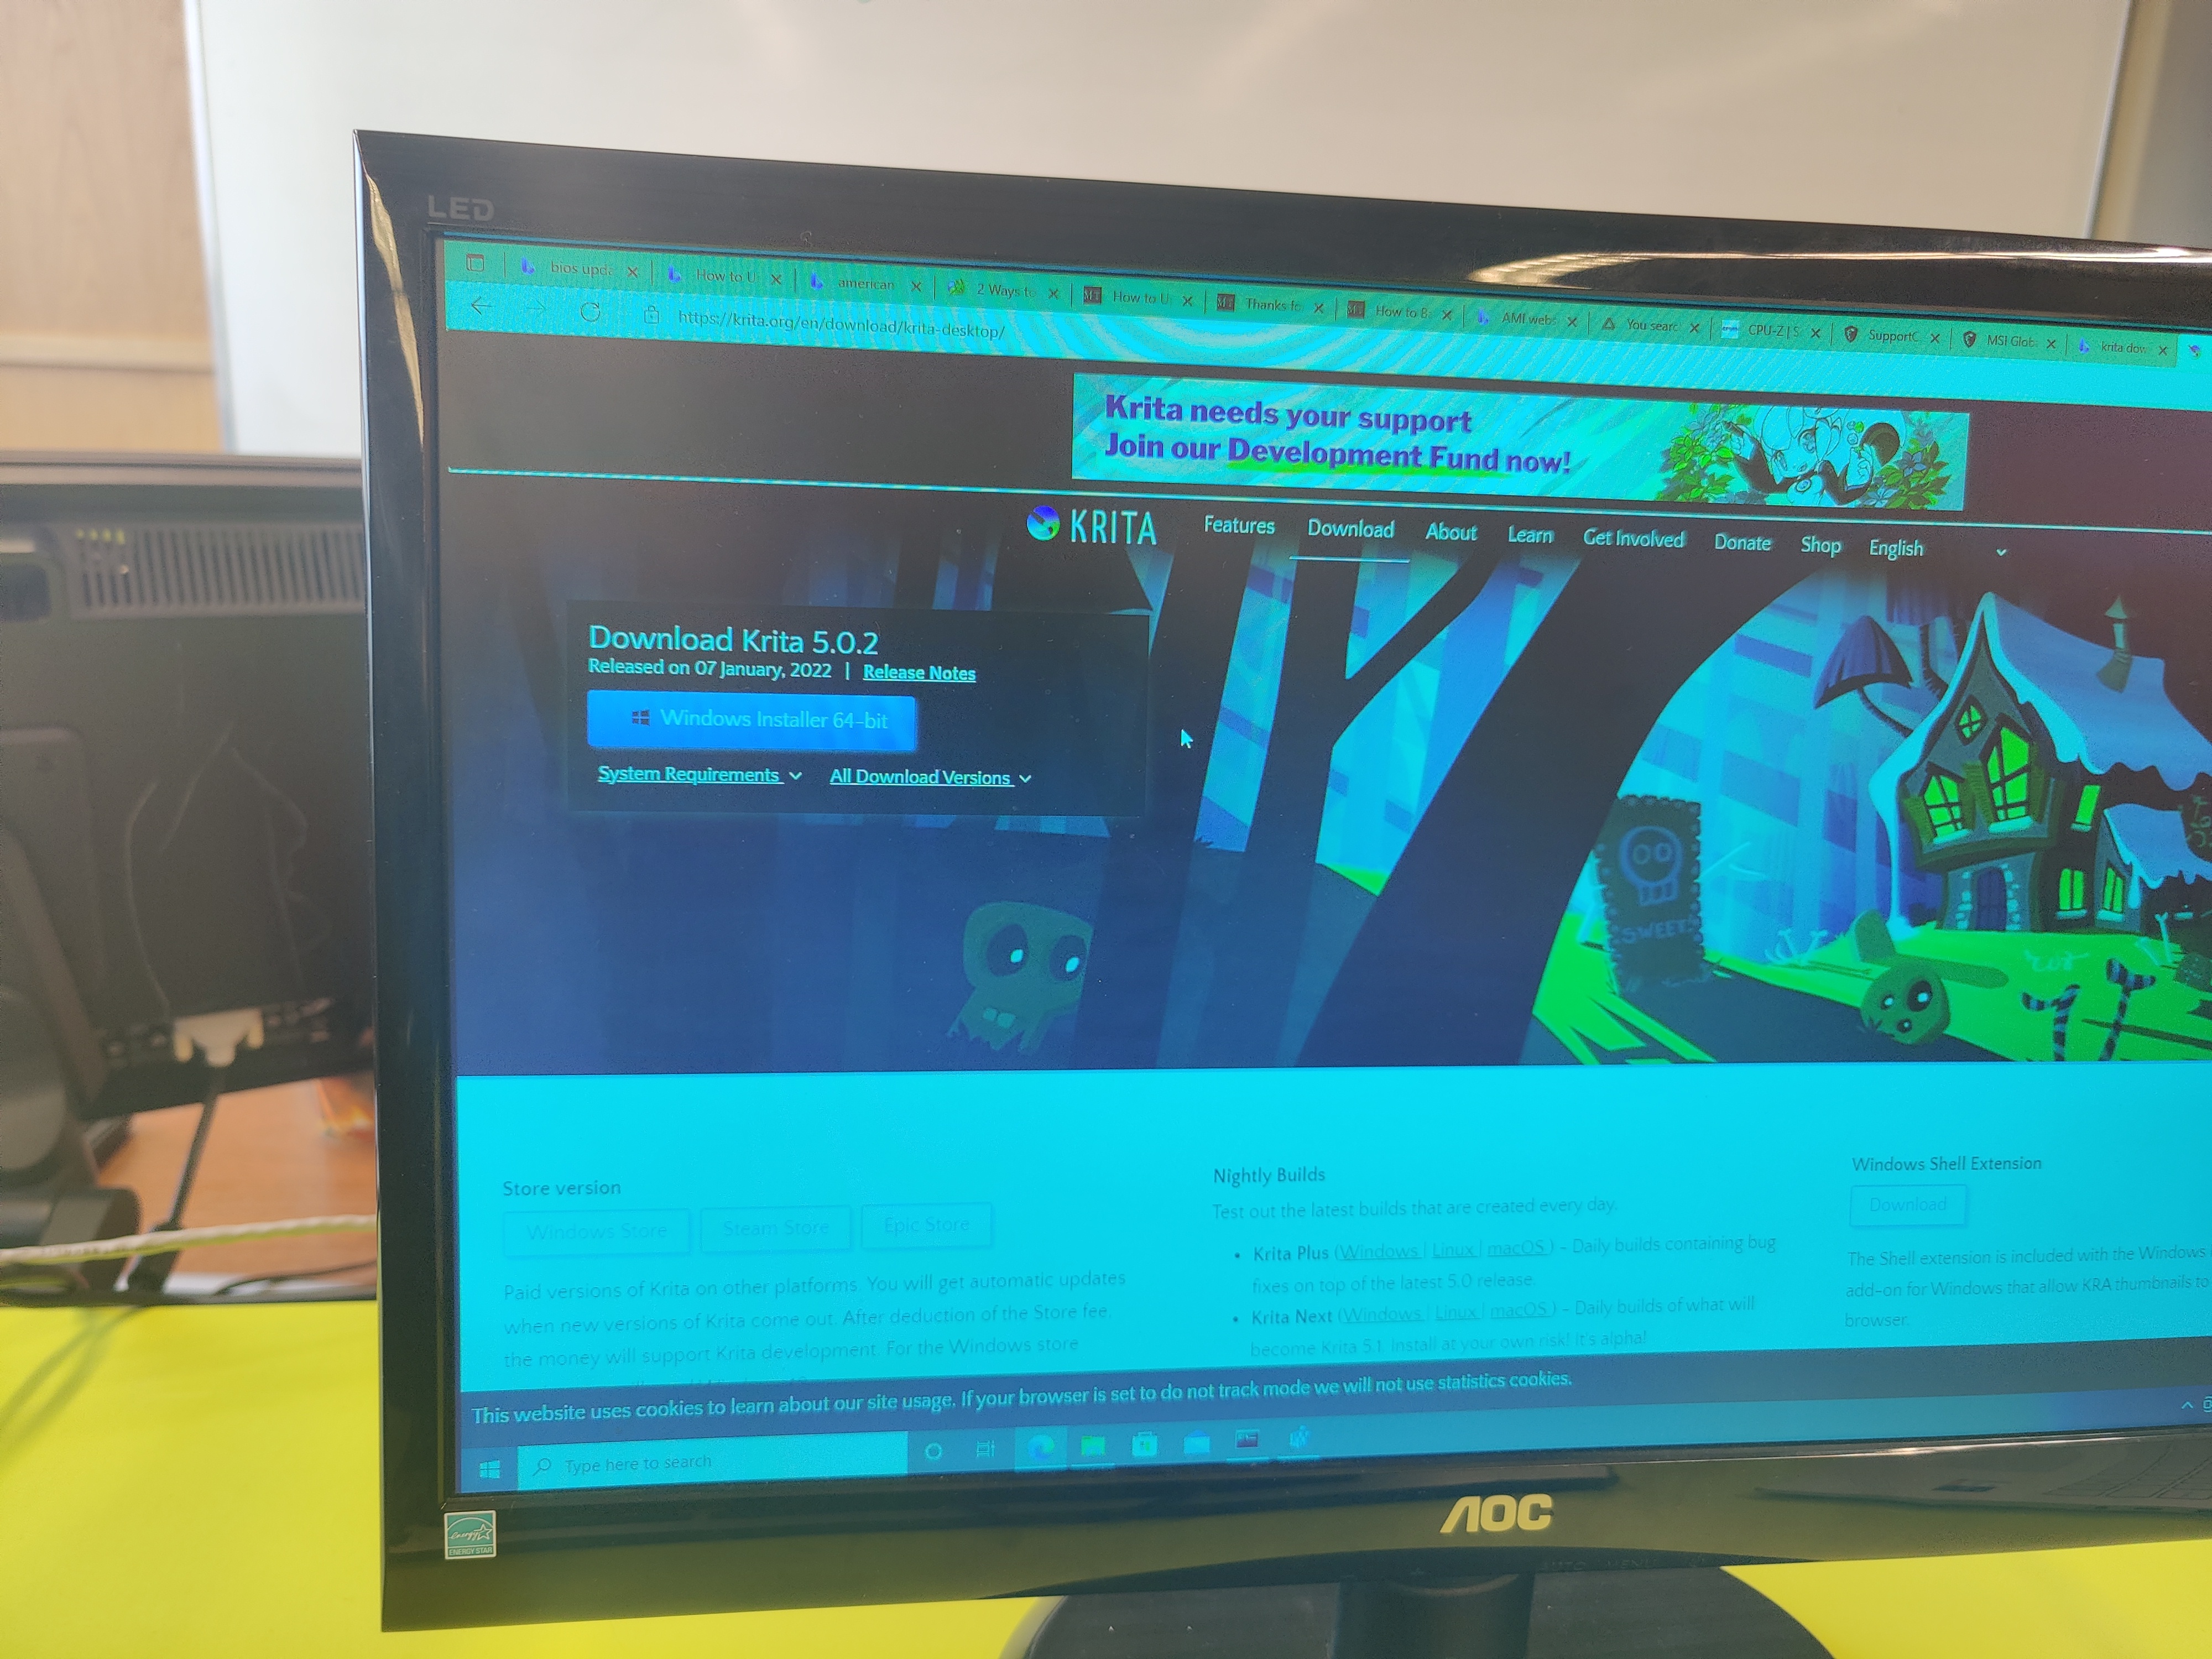 LED
bios upd
How to U
american
2 Ways to
How to U
Thanks fo
How to B
AMI webs
You searc
CPU-Z | S
SupportC
MSI Glob
krita dow
https://krita.org/en/download/krita-desktop/
Krita needs your support
Join our Development Fund now!
KRITA
Features
Download
About
Learn
Get Involved
Donate
Shop
English
Download Krita 5.0.2
Released on 07 January, 2022 | Release Notes
Windows Installer 64-bit
System Requirements
All Download Versions
SWEETS
Store version
Windows Store
Steam Store
Epic Store
Paid versions of Krita on other platforms. You will get automatic updates
when new versions of Krita come out. After deduction of the Store fee,
the money will support Krita development. For the Windows store
Nightly Builds
Test out the latest builds that are created every day.
• Krita Plus (Windows | Linux | macOS ) – Daily builds containing bug
fixes on top of the latest 5.0 release.
• Krita Next (Windows | Linux | macOS ) – Daily builds of what will
become Krita 5.1. Install at your own risk! It's alpha!
Windows Shell Extension
Download
The Shell extension is included with the Windows
add-on for Windows that allow KRA thumbnails to
browser.
This website uses cookies to learn about our site usage. If your browser is set to do not track mode we will not use statistics cookies.
Type here to search
AOC
energy
ENERGY STAR